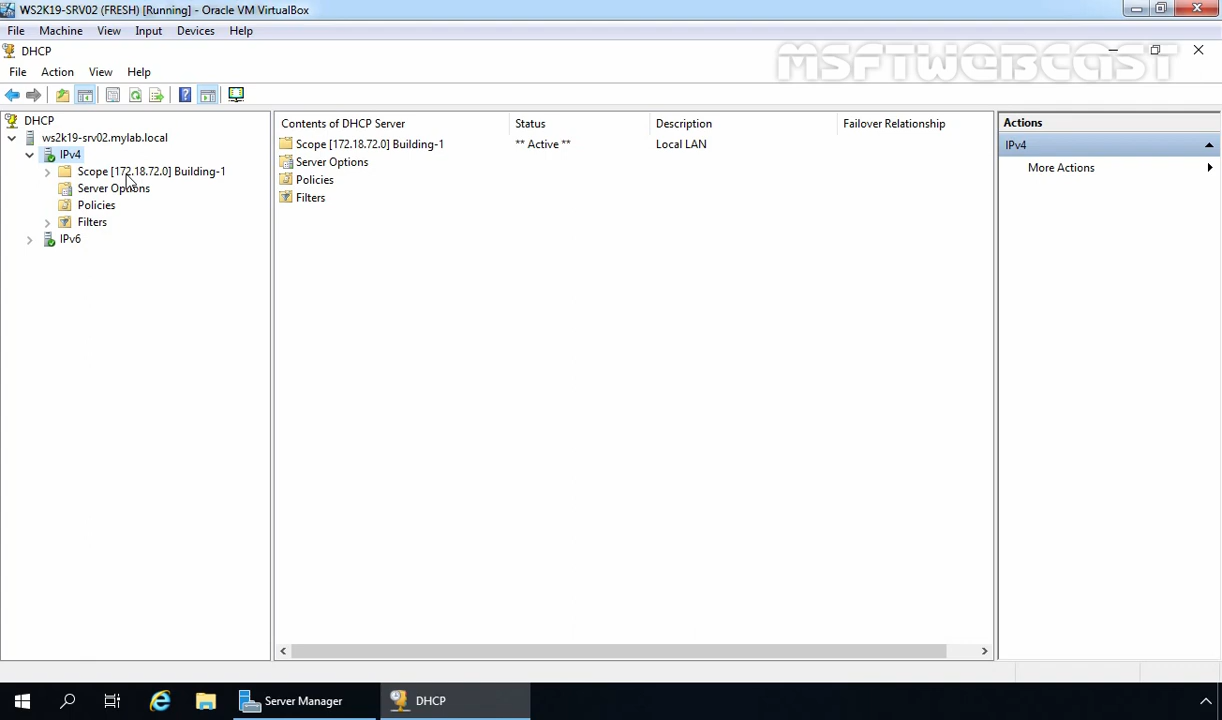 WS2K19-SRV02 (FRESH) [Running] - Oracle VM VirtualBox
File Machine View Input Devices Help
DHCP
MSFTWEBCAST
File Action View Help
DHCP
ws2k19-srv02.mylab.local
IPv4
Scope [172.18.72.0] Building-1
Server Options
Policies
Filters
IPv6
Contents of DHCP Server Status Description Failover Relationship
Scope [172.18.72.0] Building-1 ** Active ** Local LAN
Server Options
Policies
Filters
Actions
IPv4
More Actions
Server Manager
DHCP